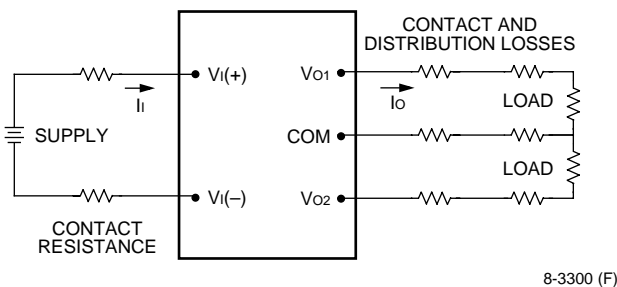 CONTACT AND
DISTRIBUTION LOSSES
VI(+)
VO1
II
IO
LOAD
SUPPLY
COM
LOAD
VI(–)
VO2
CONTACT
RESISTANCE
8-3300 (F)